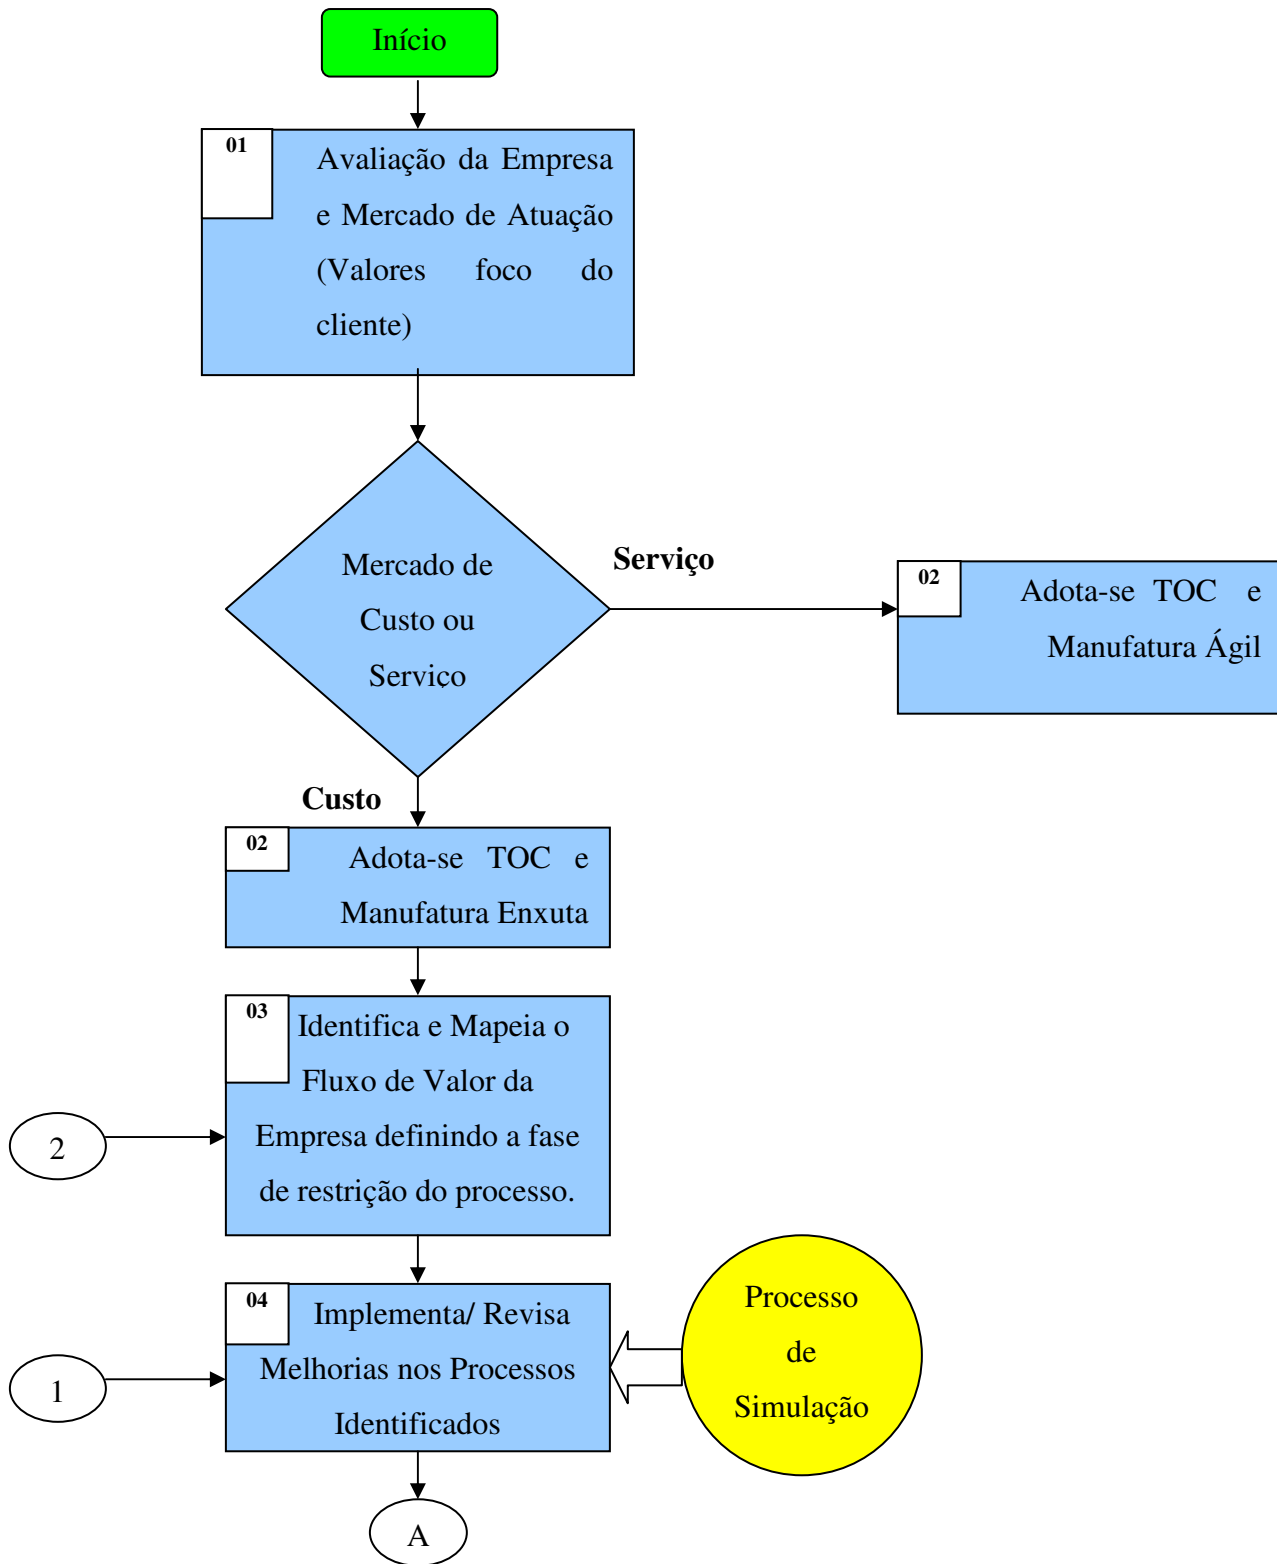 Início
01
Avaliação da Empresa
e Mercado de Atuação
(Valores foco do
cliente)
Mercado de
Custo ou
Serviço
Serviço
02
Adota-se TOC e
Manufatura Ágil
Custo
02
Adota-se TOC e
Manufatura Enxuta
03
Identifica e Mapeia o
Fluxo de Valor da
Empresa definindo a fase
de restrição do processo.
2
04
Implementa/ Revisa
Melhorias nos Processos
Identificados
1
Processo
de
Simulação
A